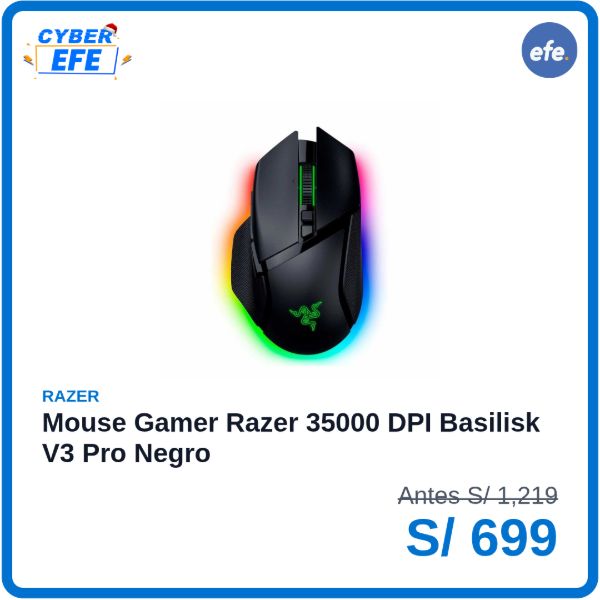 CYBER
EFE
efe.
RAZER
Mouse Gamer Razer 35000 DPI Basilisk
V3 Pro Negro
Antes S/ 1,219
S/ 699